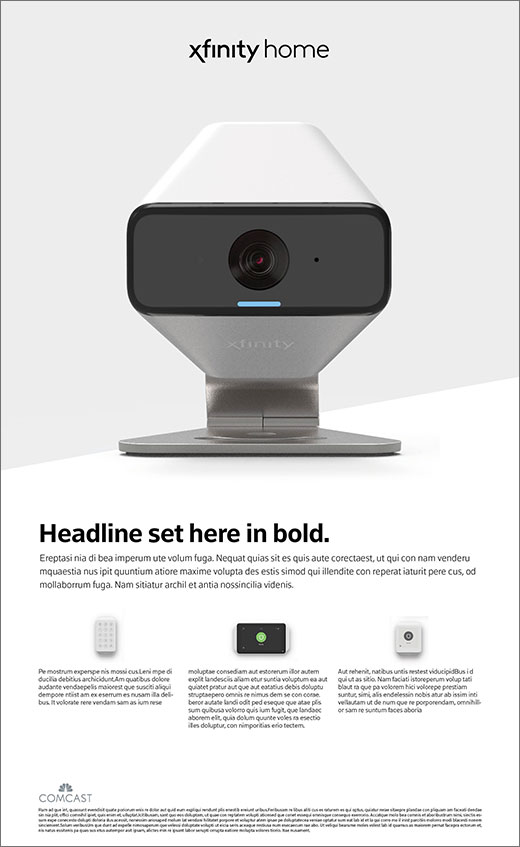 xfinity home
xfinity
Headline set here in bold.
Ereptasi nia di bea imperum ute volum fuga. Nequat quias sit es quis aute corectaest, ut qui con nam venderu
mquaestia nus ipit quuntium atiore maxime volupta des estis simod qui illendite con reperat iaturit pere cus, od
mollaborrum fuga. Nam sitiatur archil et antia nossincilia videnis.
Pe mostrum experspe nis mossi cus.Leni mpe di
ducilia debitius archicidunt.Am quatibus dolore
audante vendaepelis maiorest que susciti aliqui
dempore ntiist am ex eserrum es nusam illa deli-
bus. It volorate rere vendam sam as ium rese
moluptae consediam aut estorerum illor autem
explit landesciis aliam etur suntia voluptum ea aut
quiatet pratur aut que aut eatatius debis doluptu
struptaepero omnis re nimus dem se con corae.
beror autate landi odit ped eseque que atae plis
sum quibusa volorro quis ium fugit, que landaec
aborem elit, quia dolum quunte voles ra esectio
illes doluptur, con nimporitias erio tectem.
Aut rehenit, natibus untis restest viducipidBus i d
qui ut as sitio. Nam faciati istoreperum volup tati
blaut ra que pa volorem hici volorepe prestiam
suntur, simi, alis endelessin nobis atur ab issim inti
vellautam ut de num que re porporendam, omnihili-
or sam re suntum faces aboria
COMCAST